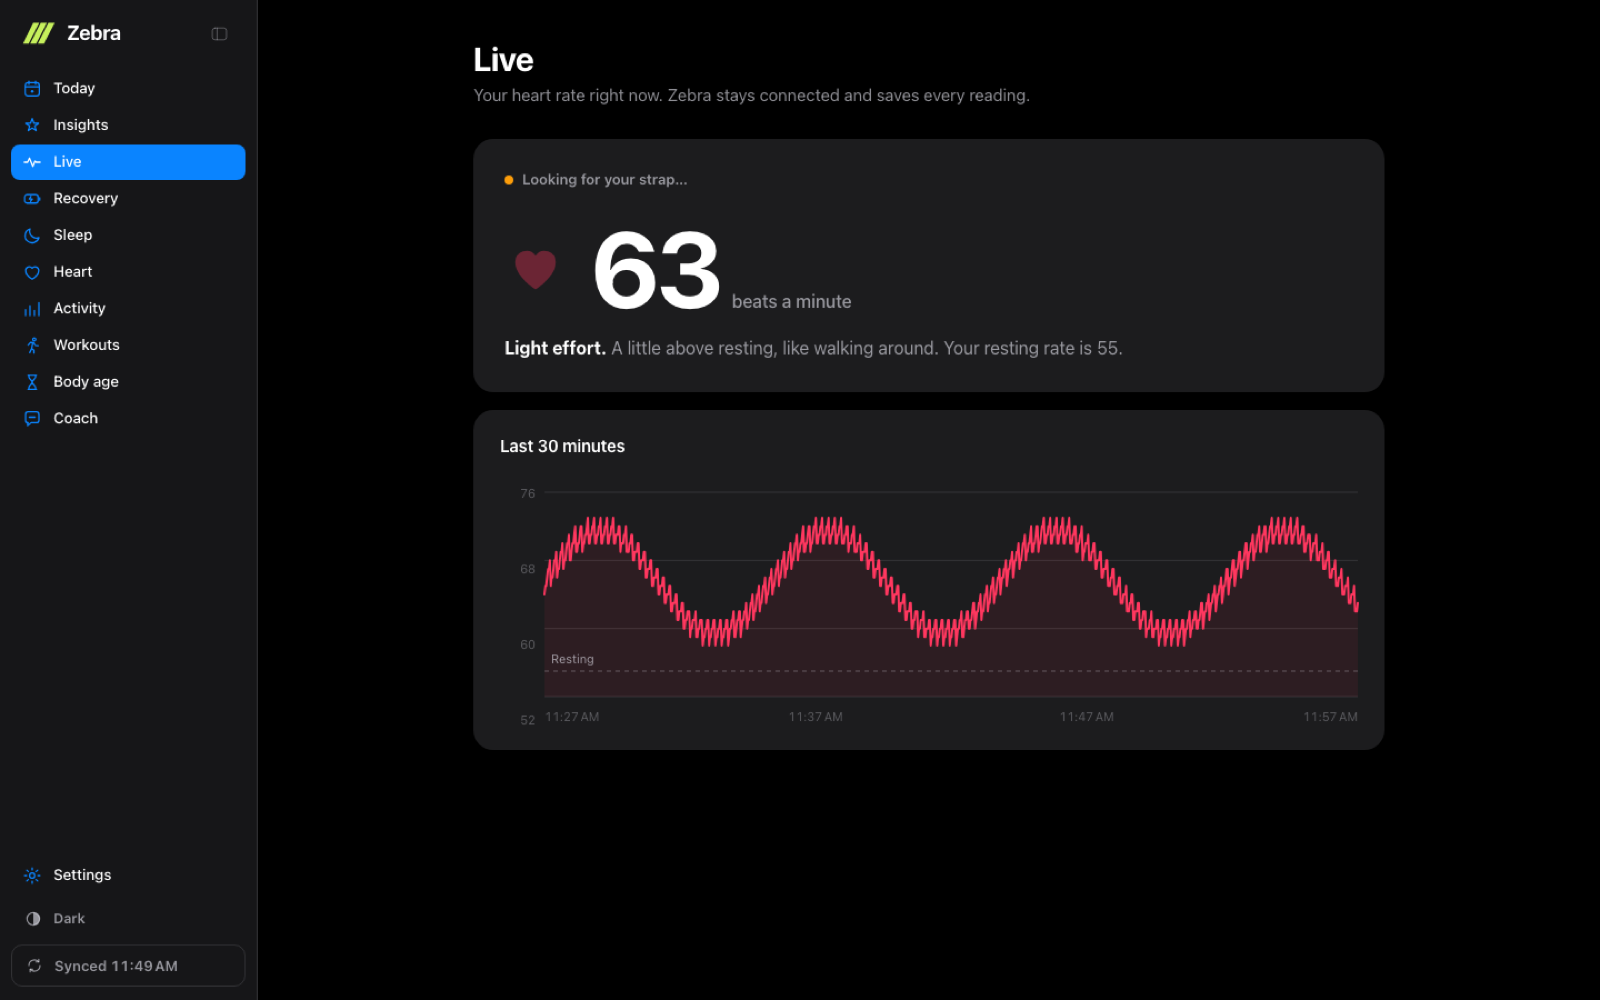 Zebra
Today
Insights
Live
Recovery
Sleep
Heart
Activity
Workouts
Body age
Coach
Settings
Dark
Synced 11:49 AM
Live
Your heart rate right now. Zebra stays connected and saves every reading.
Looking for your strap...
63 beats a minute
Light effort. A little above resting, like walking around. Your resting rate is 55.
Last 30 minutes
76
68
60
Resting
52
11:27 AM 11:37 AM 11:47 AM 11:57 AM